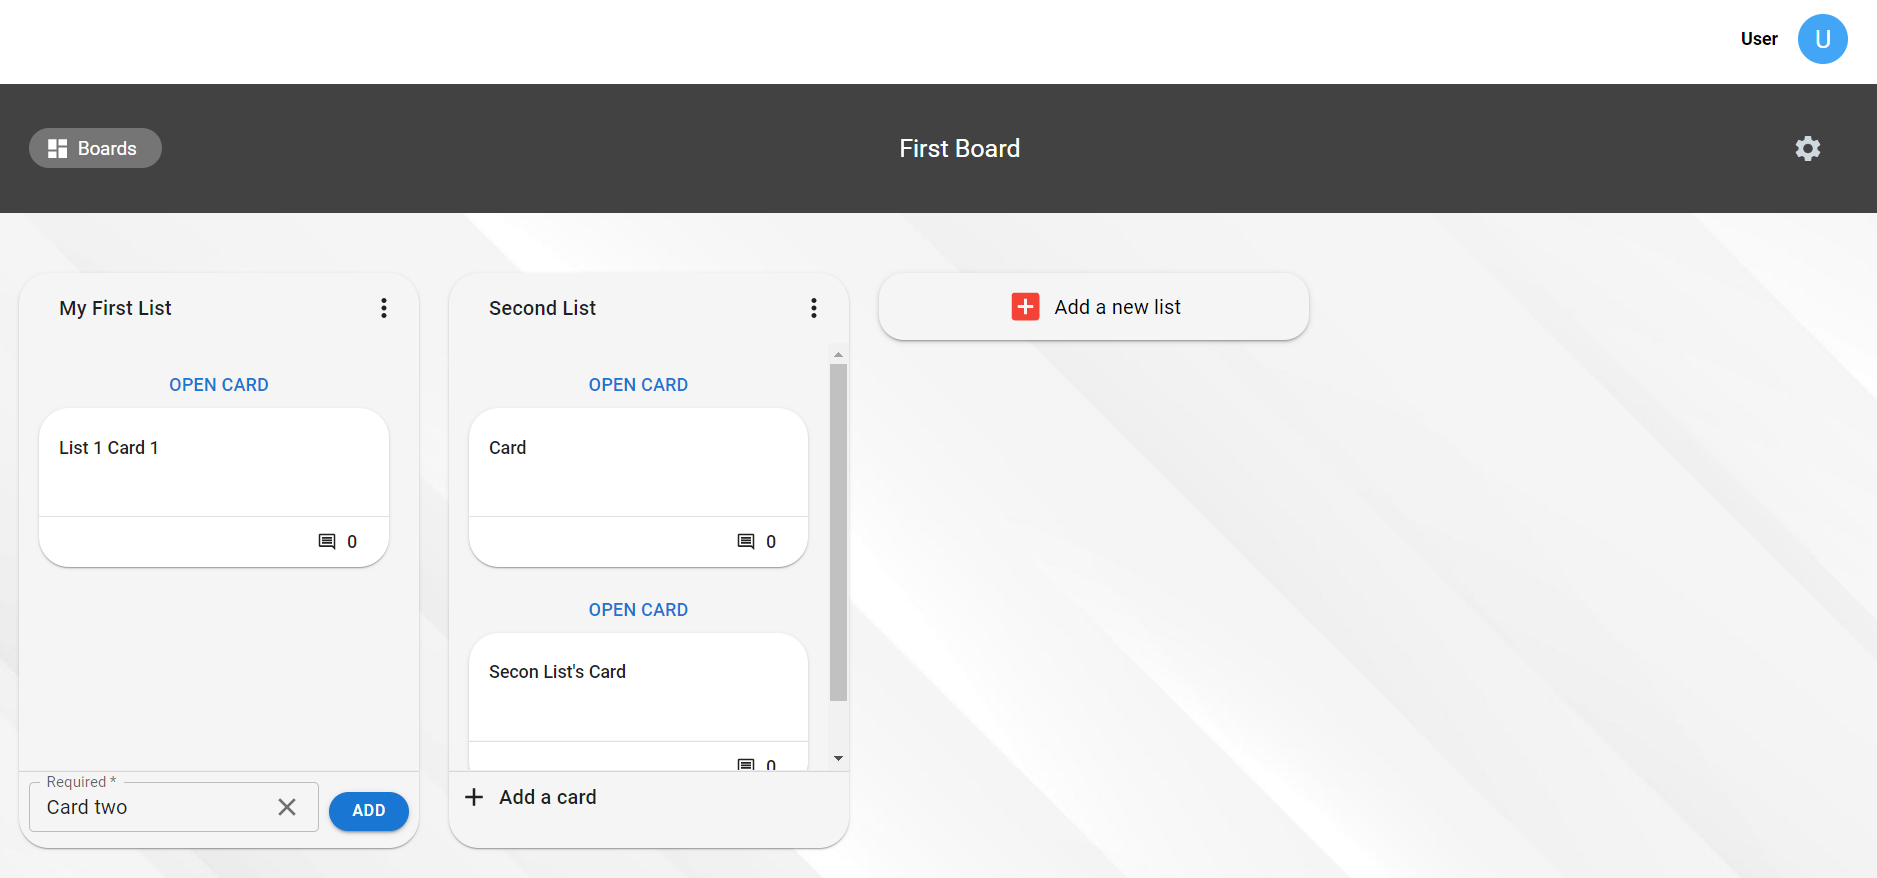 User
U
Boards
First Board
My First List
OPEN CARD
List 1 Card 1
0
Required *
Card two
ADD
Second List
OPEN CARD
Card
0
OPEN CARD
Secon List's Card
0
Add a card
Add a new list